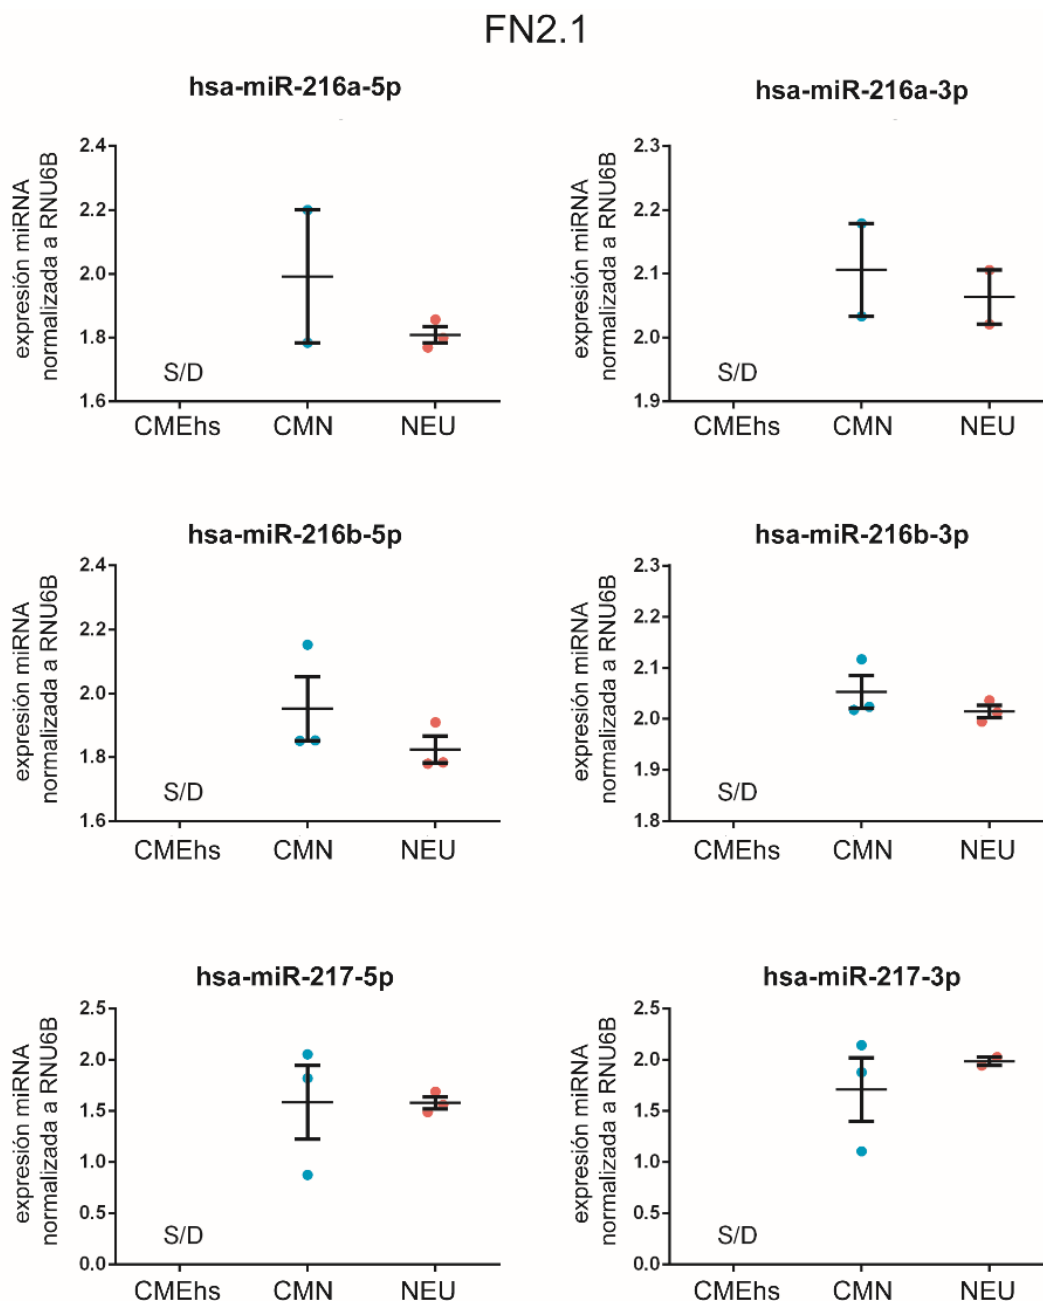 FN2.1
hsa-miR-216a-5p
expresión miRNA
normalizada a RNU6B
2.4
2.2
2.0
1.8
1.6
S/D
CMEhs CMN NEU
hsa-miR-216a-3p
expresión miRNA
normalizada a RNU6B
2.3
2.2
2.1
2.0
1.9
S/D
CMEhs CMN NEU
hsa-miR-216b-5p
expresión miRNA
normalizada a RNU6B
2.4
2.2
2.0
1.8
1.6
S/D
CMEhs CMN NEU
hsa-miR-216b-3p
expresión miRNA
normalizada a RNU6B
2.3
2.2
2.1
2.0
1.9
1.8
S/D
CMEhs CMN NEU
hsa-miR-217-5p
expresión miRNA
normalizada a RNU6B
2.5
2.0
1.5
1.0
0.5
0.0
S/D
CMEhs CMN NEU
hsa-miR-217-3p
expresión miRNA
normalizada a RNU6B
2.5
2.0
1.5
1.0
0.5
0.0
S/D
CMEhs CMN NEU